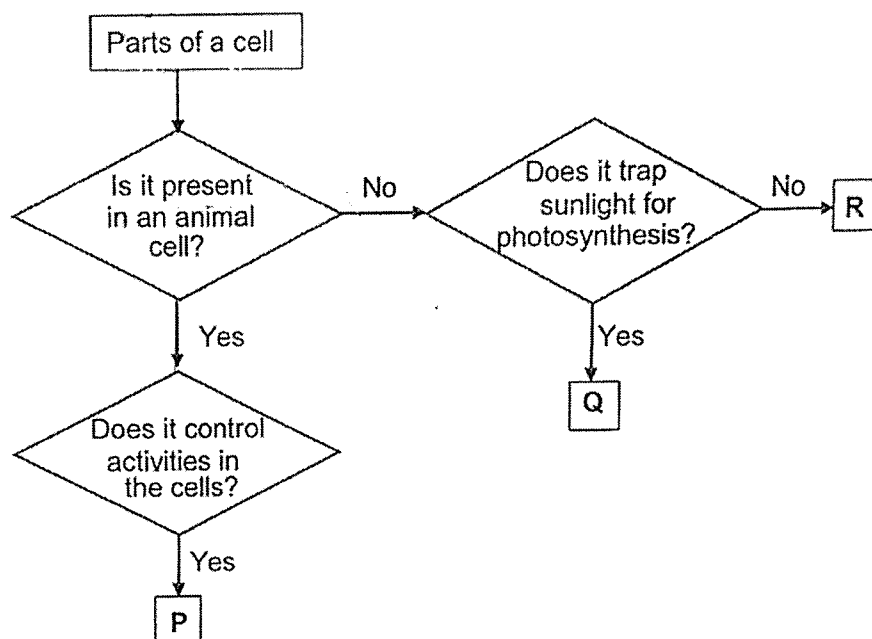 Parts of a cell
Is it present
in an animal
cell?
No
Does it trap
sunlight for
photosynthesis?
No
R
Yes
Yes
Q
Does it control
activities in
the cells?
Yes
P